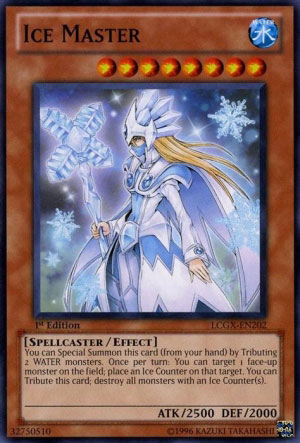 ICE MASTER
WATER
水
1st Edition
LCGX-EN202
[SPELLCASTER / EFFECT]
You can Special Summon this card (from your hand) by Tributing
2 WATER monsters. Once per turn: You can target 1 face-up
monster on the field; place an Ice Counter on that target. You can
Tribute this card; destroy all monsters with an Ice Counter(s).
ATK/2500 DEF/2000
32750510
©1996 KAZUKI TAKAHASHI